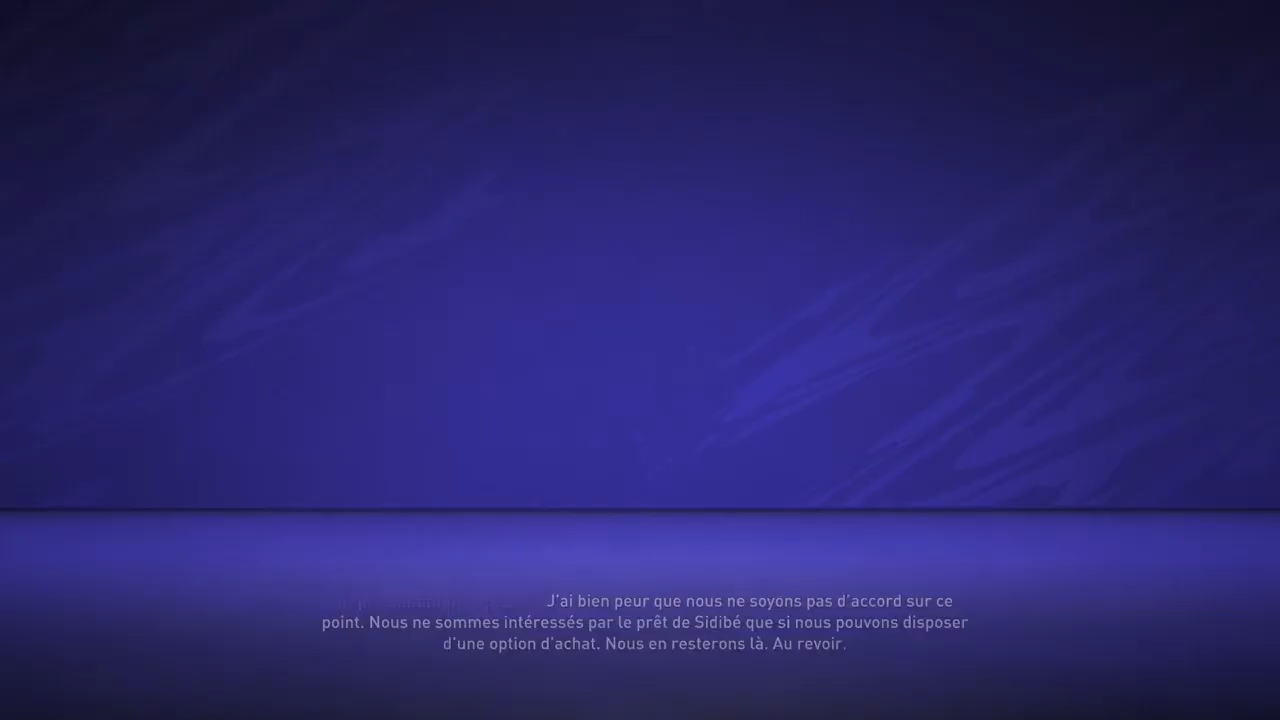 J'ai bien peur que nous ne soyons pas d'accord sur ce
point. Nous ne sommes intéressés par le prêt de Sidibé que si nous pouvons disposer
d'une option d'achat. Nous en resterons là. Au revoir.